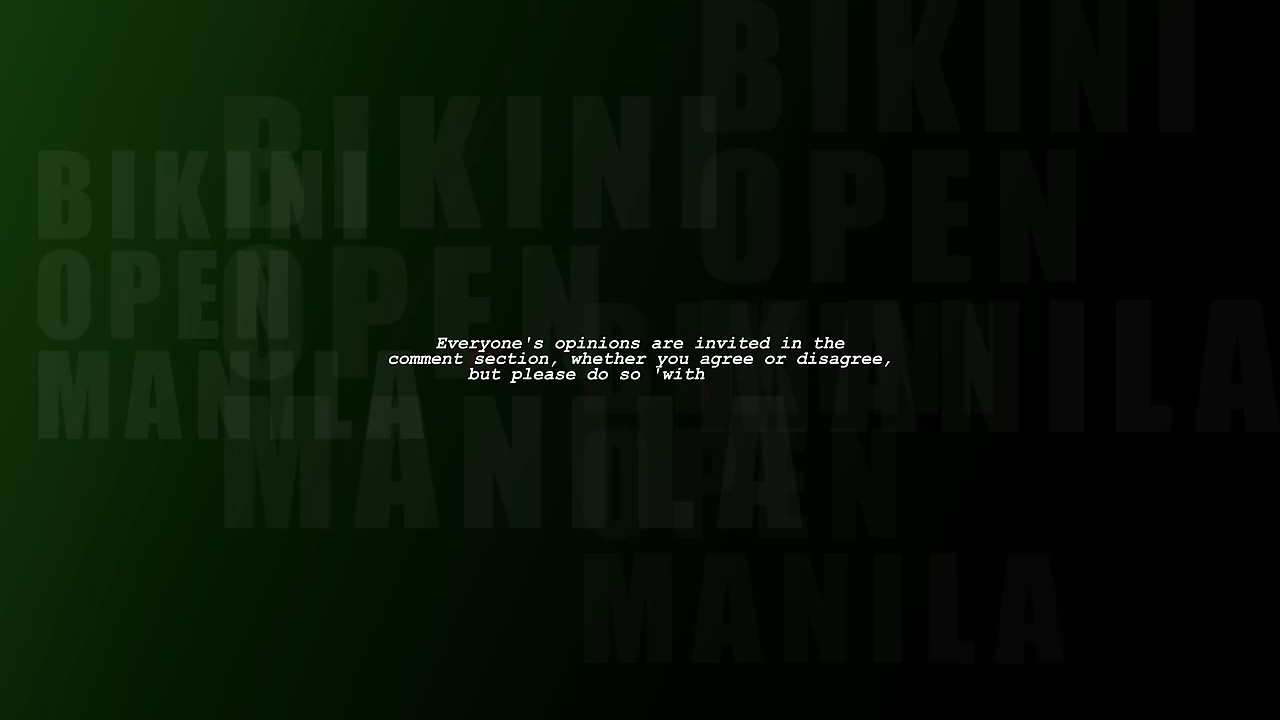 BIKINI
OPEN
MANILA
BIKINI
OPEN
MANILA
BIKINI
OPEN
MANILA
BIKINI
OPEN
MANILA
Everyone's opinions are invited in the
comment section, whether you agree or disagree,
but please do so 'with